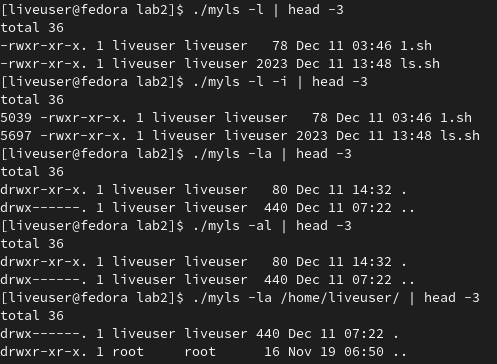 [liveuser@fedora lab2]$ ./myls -l | head -3
total 36
-rwxr-xr-x. 1 liveuser liveuser   78 Dec 11 03:46 1.sh
-rwxr-xr-x. 1 liveuser liveuser 2023 Dec 11 13:48 ls.sh
[liveuser@fedora lab2]$ ./myls -l -i | head -3
total 36
5039 -rwxr-xr-x. 1 liveuser liveuser   78 Dec 11 03:46 1.sh
5697 -rwxr-xr-x. 1 liveuser liveuser 2023 Dec 11 13:48 ls.sh
[liveuser@fedora lab2]$ ./myls -la | head -3
total 36
drwxr-xr-x. 1 liveuser liveuser   80 Dec 11 14:32 .
drwx------. 1 liveuser liveuser  440 Dec 11 07:22 ..
[liveuser@fedora lab2]$ ./myls -al | head -3
total 36
drwxr-xr-x. 1 liveuser liveuser   80 Dec 11 14:32 .
drwx------. 1 liveuser liveuser  440 Dec 11 07:22 ..
[liveuser@fedora lab2]$ ./myls -la /home/liveuser/ | head -3
total 36
drwx------. 1 liveuser liveuser 440 Dec 11 07:22 .
drwxr-xr-x. 1 root     root      16 Nov 19 06:50 ..